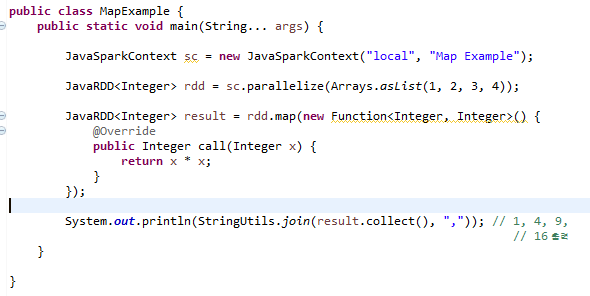 public class MapExample {
public static void main(String... args) {
JavaSparkContext sc = new JavaSparkContext("local", "Map Example");
JavaRDD<Integer> rdd = sc.parallelize(Arrays.asList(1, 2, 3, 4));
JavaRDD<Integer> result = rdd.map(new Function<Integer, Integer>() {
@Override
public Integer call(Integer x) {
return x * x;
}
});
System.out.println(StringUtils.join(result.collect(), ",")); // 1, 4, 9,
// 16
}
}